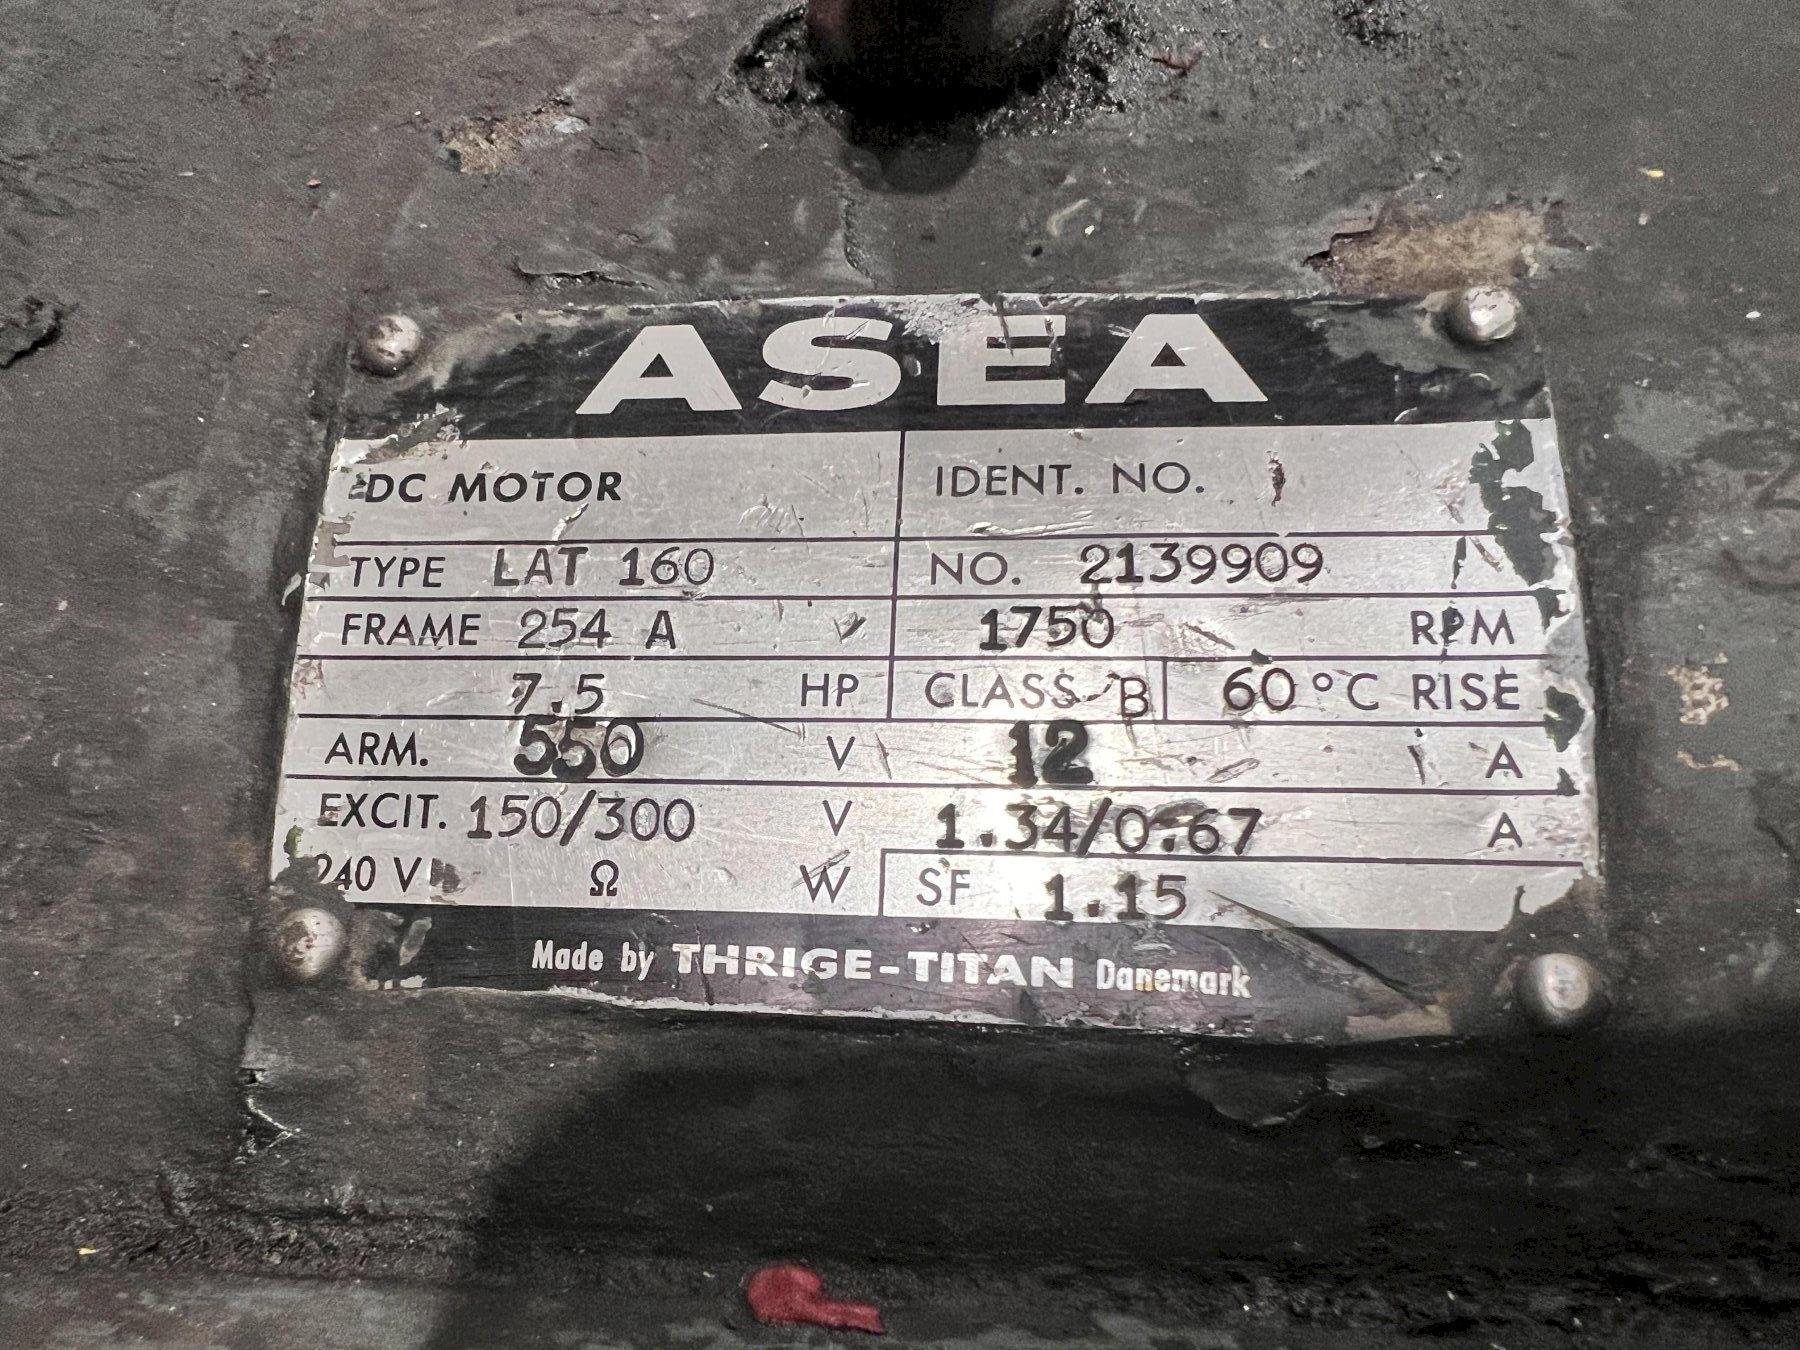 ASEA
DC MOTOR IDENT. NO.
TYPE LAT 160 NO. 2139909
FRAME 254 A 1750 RPM
7.5 HP CLASS B 60°C RISE
ARM. 550 V 12 A
EXCIT. 150/300 V 1.34/0.67 A
240 V Ω W SF 1.15
Made by THRIGE-TITAN Danemark